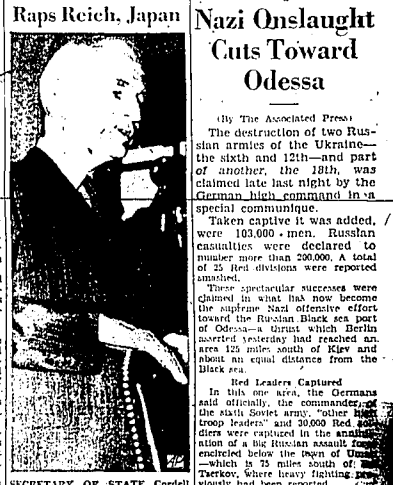 Raps Reich, Japan
SECRETARY OF STATE Cordell
Nazi Onslaught
Cuts Toward
Odessa
(By The Associated Press)
The destruction of two Rus-
sian armies of the Ukraine—
the sixth and 12th—and part
of another, the 18th, was
claimed late last night by the
German high command in a
special communique.
Taken captive it was added,
were 103,000 men. Russian
casualties were declared to
number more than 200,000. A total
of 25 Red divisions were reported
smashed.
These spectacular successes were
claimed in what has now become
the supreme Nazi offensive effort
toward the Russian Black sea port
of Odessa—a thrust which Berlin
asserted yesterday had reached an
area 125 miles south of Kiev and
about an equal distance from the
Black sea.
Red Leaders Captured
In this one area, the Germans
said officially, the commander of
the sixth Soviet army, "other
troop leaders" and 30,000 Red
diers were captured in the
nation of a big Russian assault
encircled below the town of
—which is 75 miles south of
Tserkov, where heavy fighting
viously had been reported.